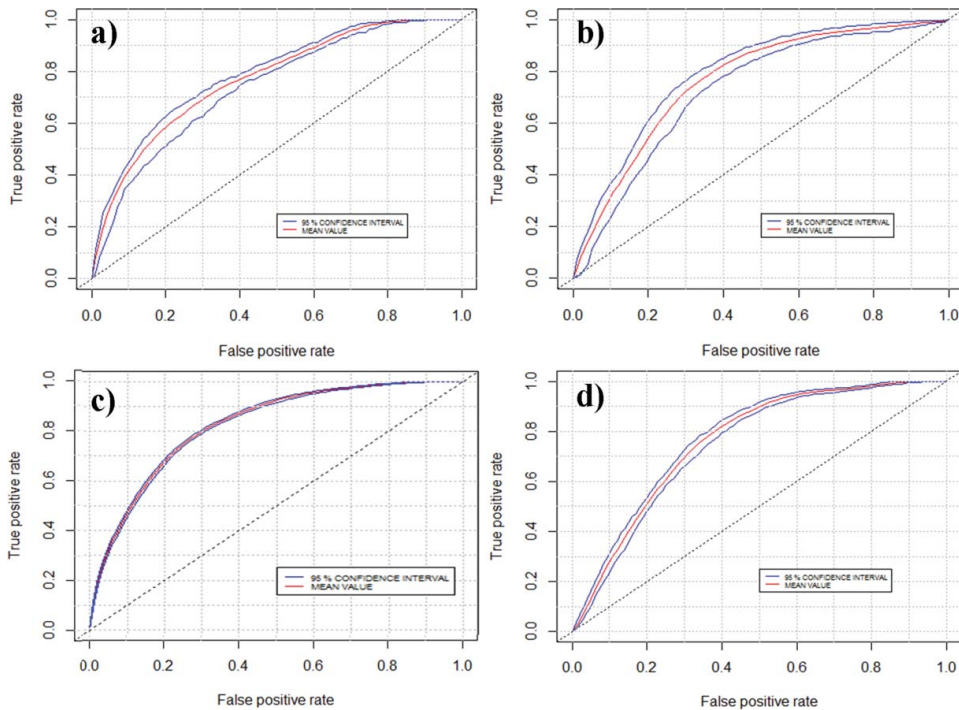 a)
1.0
0.8
0.6
0.4
0.2
0.0
True positive rate
95 % CONFIDENCE INTERVAL
MEAN VALUE
0.0 0.2 0.4 0.6 0.8 1.0
False positive rate
b)
1.0
0.8
0.6
0.4
0.2
0.0
True positive rate
95 % CONFIDENCE INTERVAL
MEAN VALUE
0.0 0.2 0.4 0.6 0.8 1.0
False positive rate
c)
1.0
0.8
0.6
0.4
0.2
0.0
True positive rate
95 % CONFIDENCE INTERVAL
MEAN VALUE
0.0 0.2 0.4 0.6 0.8 1.0
False positive rate
d)
1.0
0.8
0.6
0.4
0.2
0.0
True positive rate
95 % CONFIDENCE INTERVAL
MEAN VALUE
0.0 0.2 0.4 0.6 0.8 1.0
False positive rate